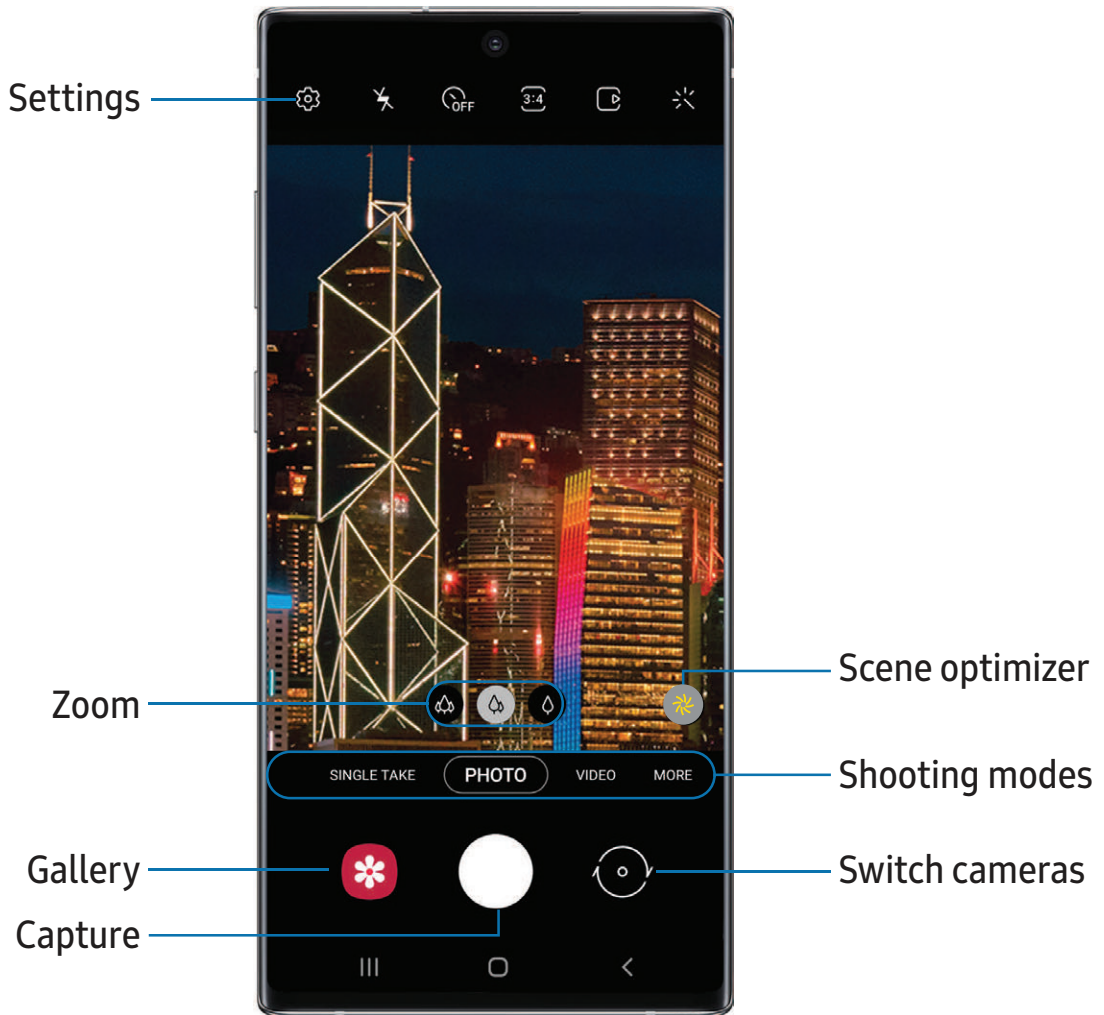 Settings
OFF
3:4
Zoom
Scene optimizer
SINGLE TAKE PHOTO VIDEO MORE
Shooting modes
Gallery
Switch cameras
Capture